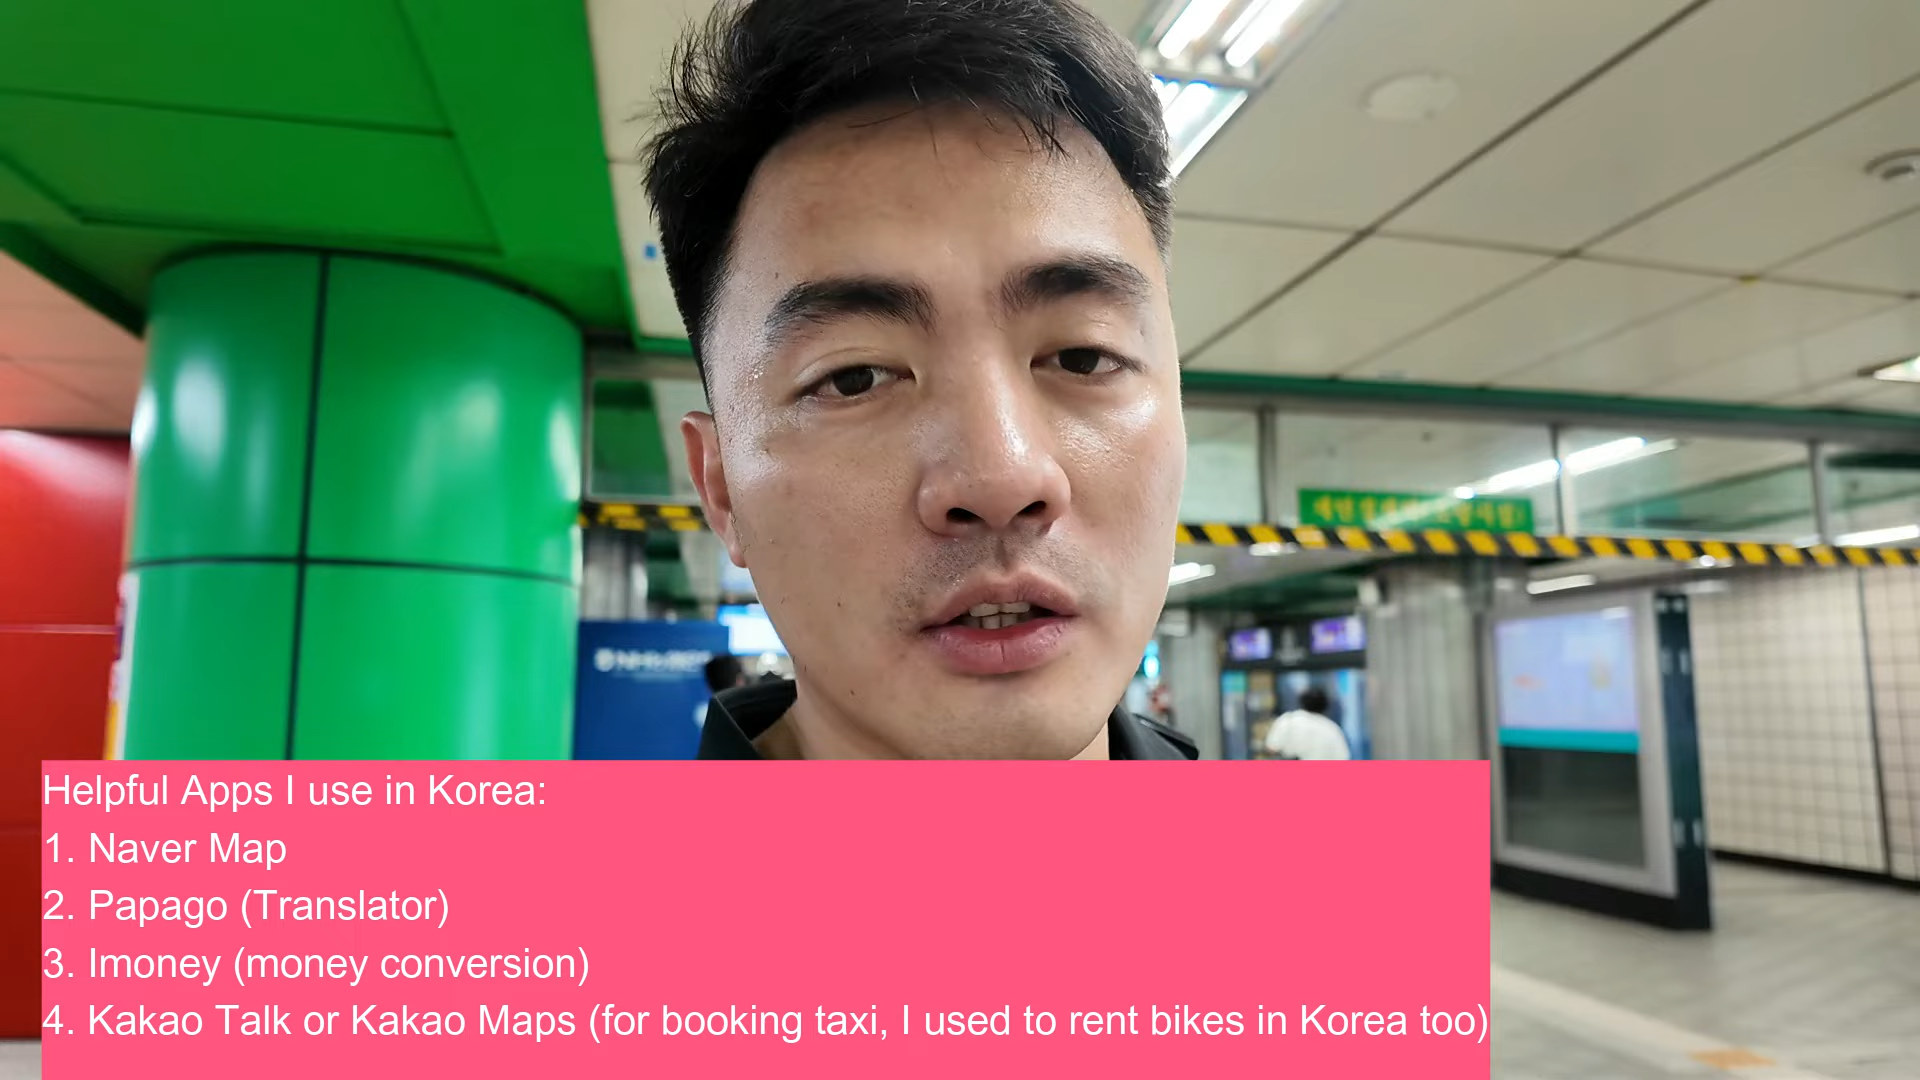 Helpful Apps I use in Korea:
1. Naver Map
2. Papago (Translator)
3. Imoney (money conversion)
4. Kakao Talk or Kakao Maps (for booking taxi, I used to rent bikes in Korea too)